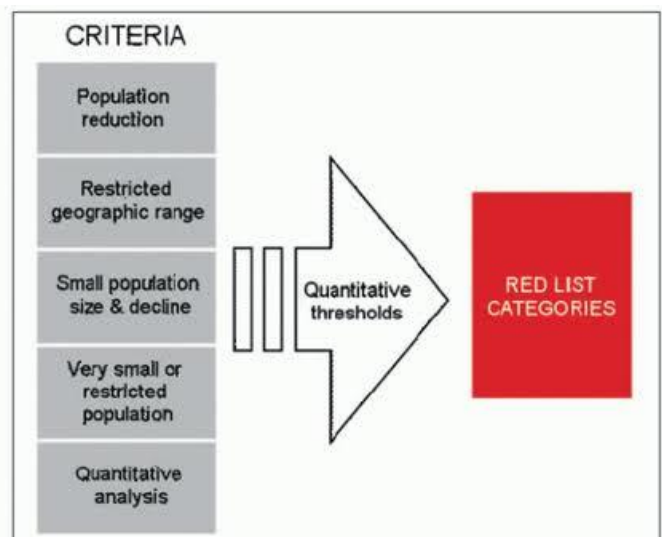 CRITERIA
Population
reduction
Restricted
geographic range
Small population
size & decline
Very small or
restricted
population
Quantitative
analysis
Quantitative
thresholds
RED LIST
CATEGORIES